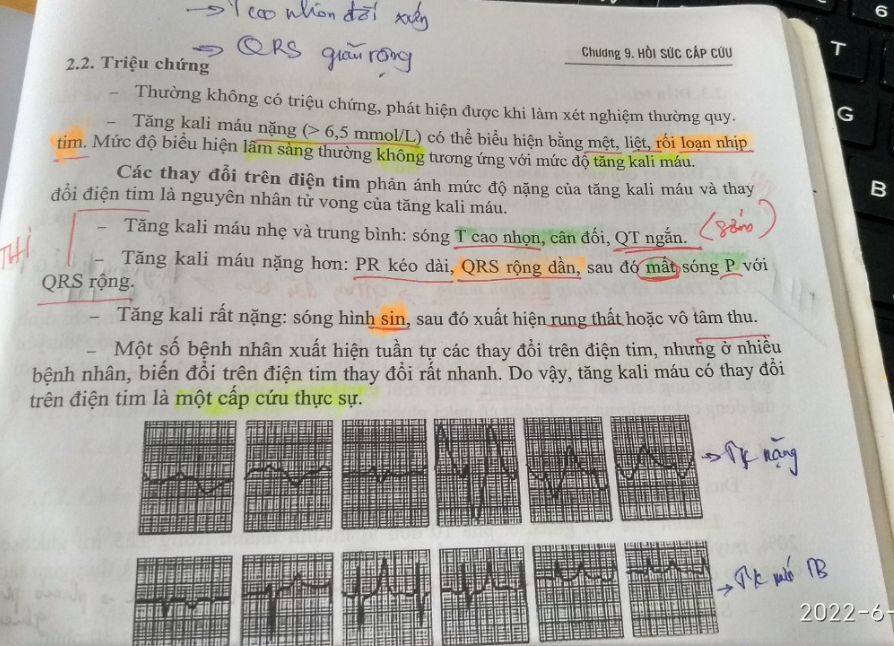 → T cao nhọn đối xứng
→ QRS giãn rộng
Chương 9. HỒI SỨC CẤP CỨU
2.2. Triệu chứng
- Thường không có triệu chứng, phát hiện được khi làm xét nghiệm thường quy.
- Tăng kali máu nặng (> 6,5 mmol/L) có thể biểu hiện bằng mệt, liệt, rối loạn nhịp
tim. Mức độ biểu hiện lâm sàng thường không tương ứng với mức độ tăng kali máu.
Các thay đổi trên điện tim phản ánh mức độ nặng của tăng kali máu và thay
đổi điện tim là nguyên nhân tử vong của tăng kali máu.
- Tăng kali máu nhẹ và trung bình: sóng T cao nhọn, cân đối, QT ngắn. (sớm)
THI
- Tăng kali máu nặng hơn: PR kéo dài, QRS rộng dần, sau đó mất sóng P với
QRS rộng.
- Tăng kali rất nặng: sóng hình sin, sau đó xuất hiện rung thất hoặc vô tâm thu.
- Một số bệnh nhân xuất hiện tuần tự các thay đổi trên điện tim, nhưng ở nhiều
bệnh nhân, biến đổi trên điện tim thay đổi rất nhanh. Do vậy, tăng kali máu có thay đổi
trên điện tim là một cấp cứu thực sự.
→ ↑K nặng
→ ↑K mức TB
2022-6-
6
T
G
B